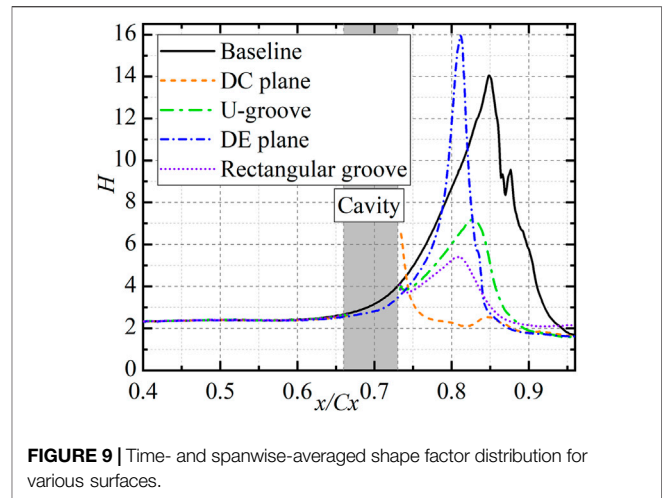 16
14
12
10
8
6
4
2
0
H
Baseline
DC plane
U-groove
DE plane
Rectangular groove
Cavity
0.4 0.5 0.6 0.7 0.8 0.9
x/Cx
FIGURE 9 | Time- and spanwise-averaged shape factor distribution for
various surfaces.